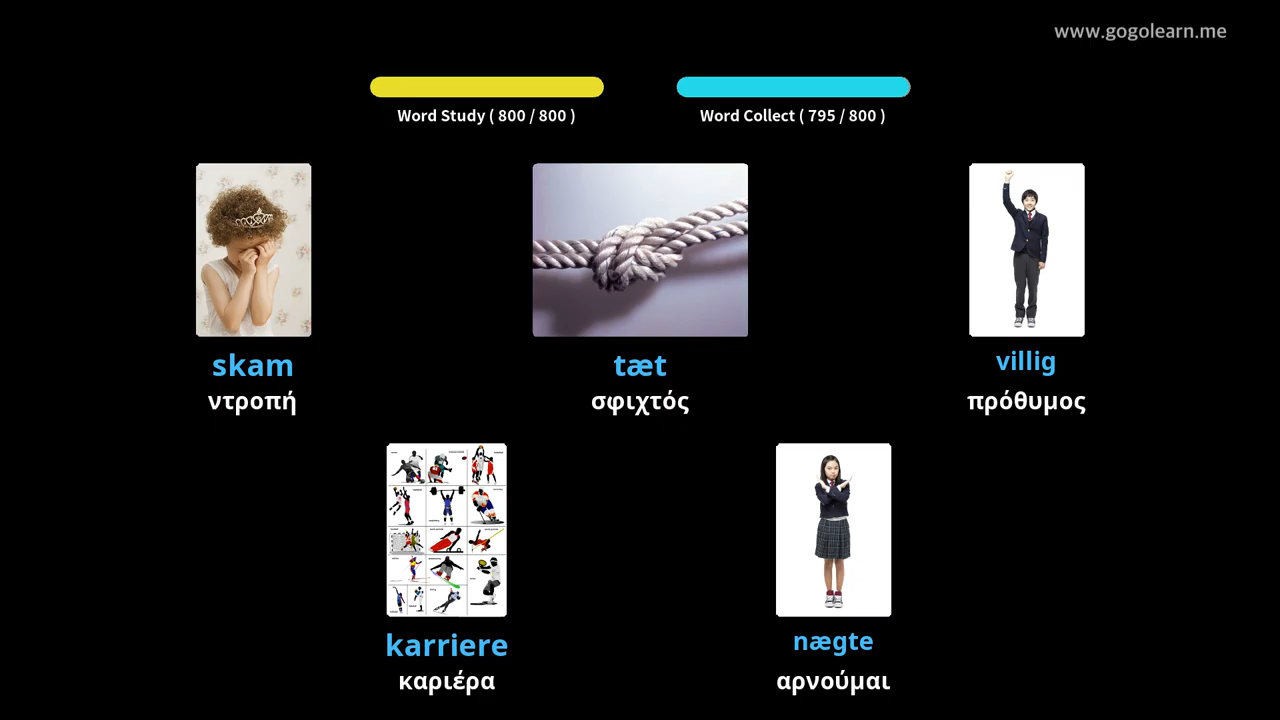 www.gogolearn.me
Word Study ( 800 / 800 )
Word Collect ( 795 / 800 )
skam
ντροπή
tæt
σφιχτός
villig
πρόθυμος
karriere
καριέρα
nægte
αρνούμαι